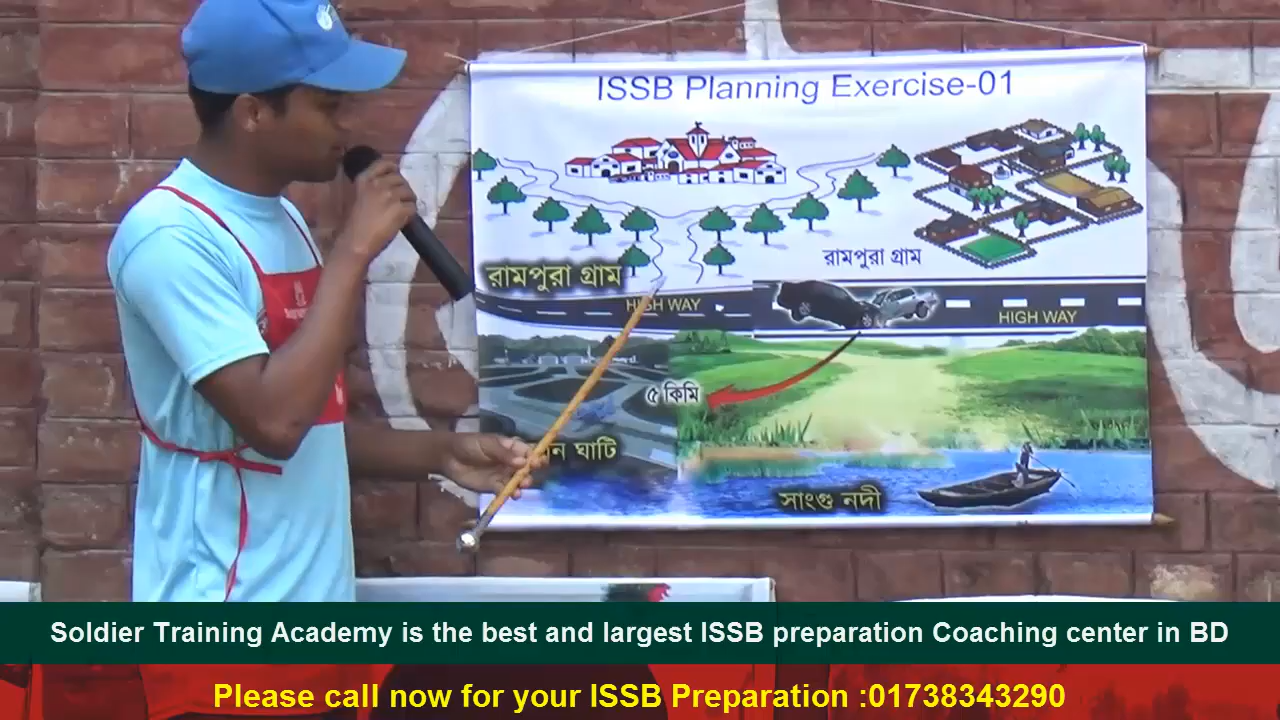 ISSB Planning Exercise-01
রামপুরা গ্রাম
রামপুরা গ্রাম
HIGH WAY
HIGH WAY
৫ কিমি
ঘাটি
সাংগু নদী
Soldier Training Academy is the best and largest ISSB preparation Coaching center in BD
Please call now for your ISSB Preparation :01738343290